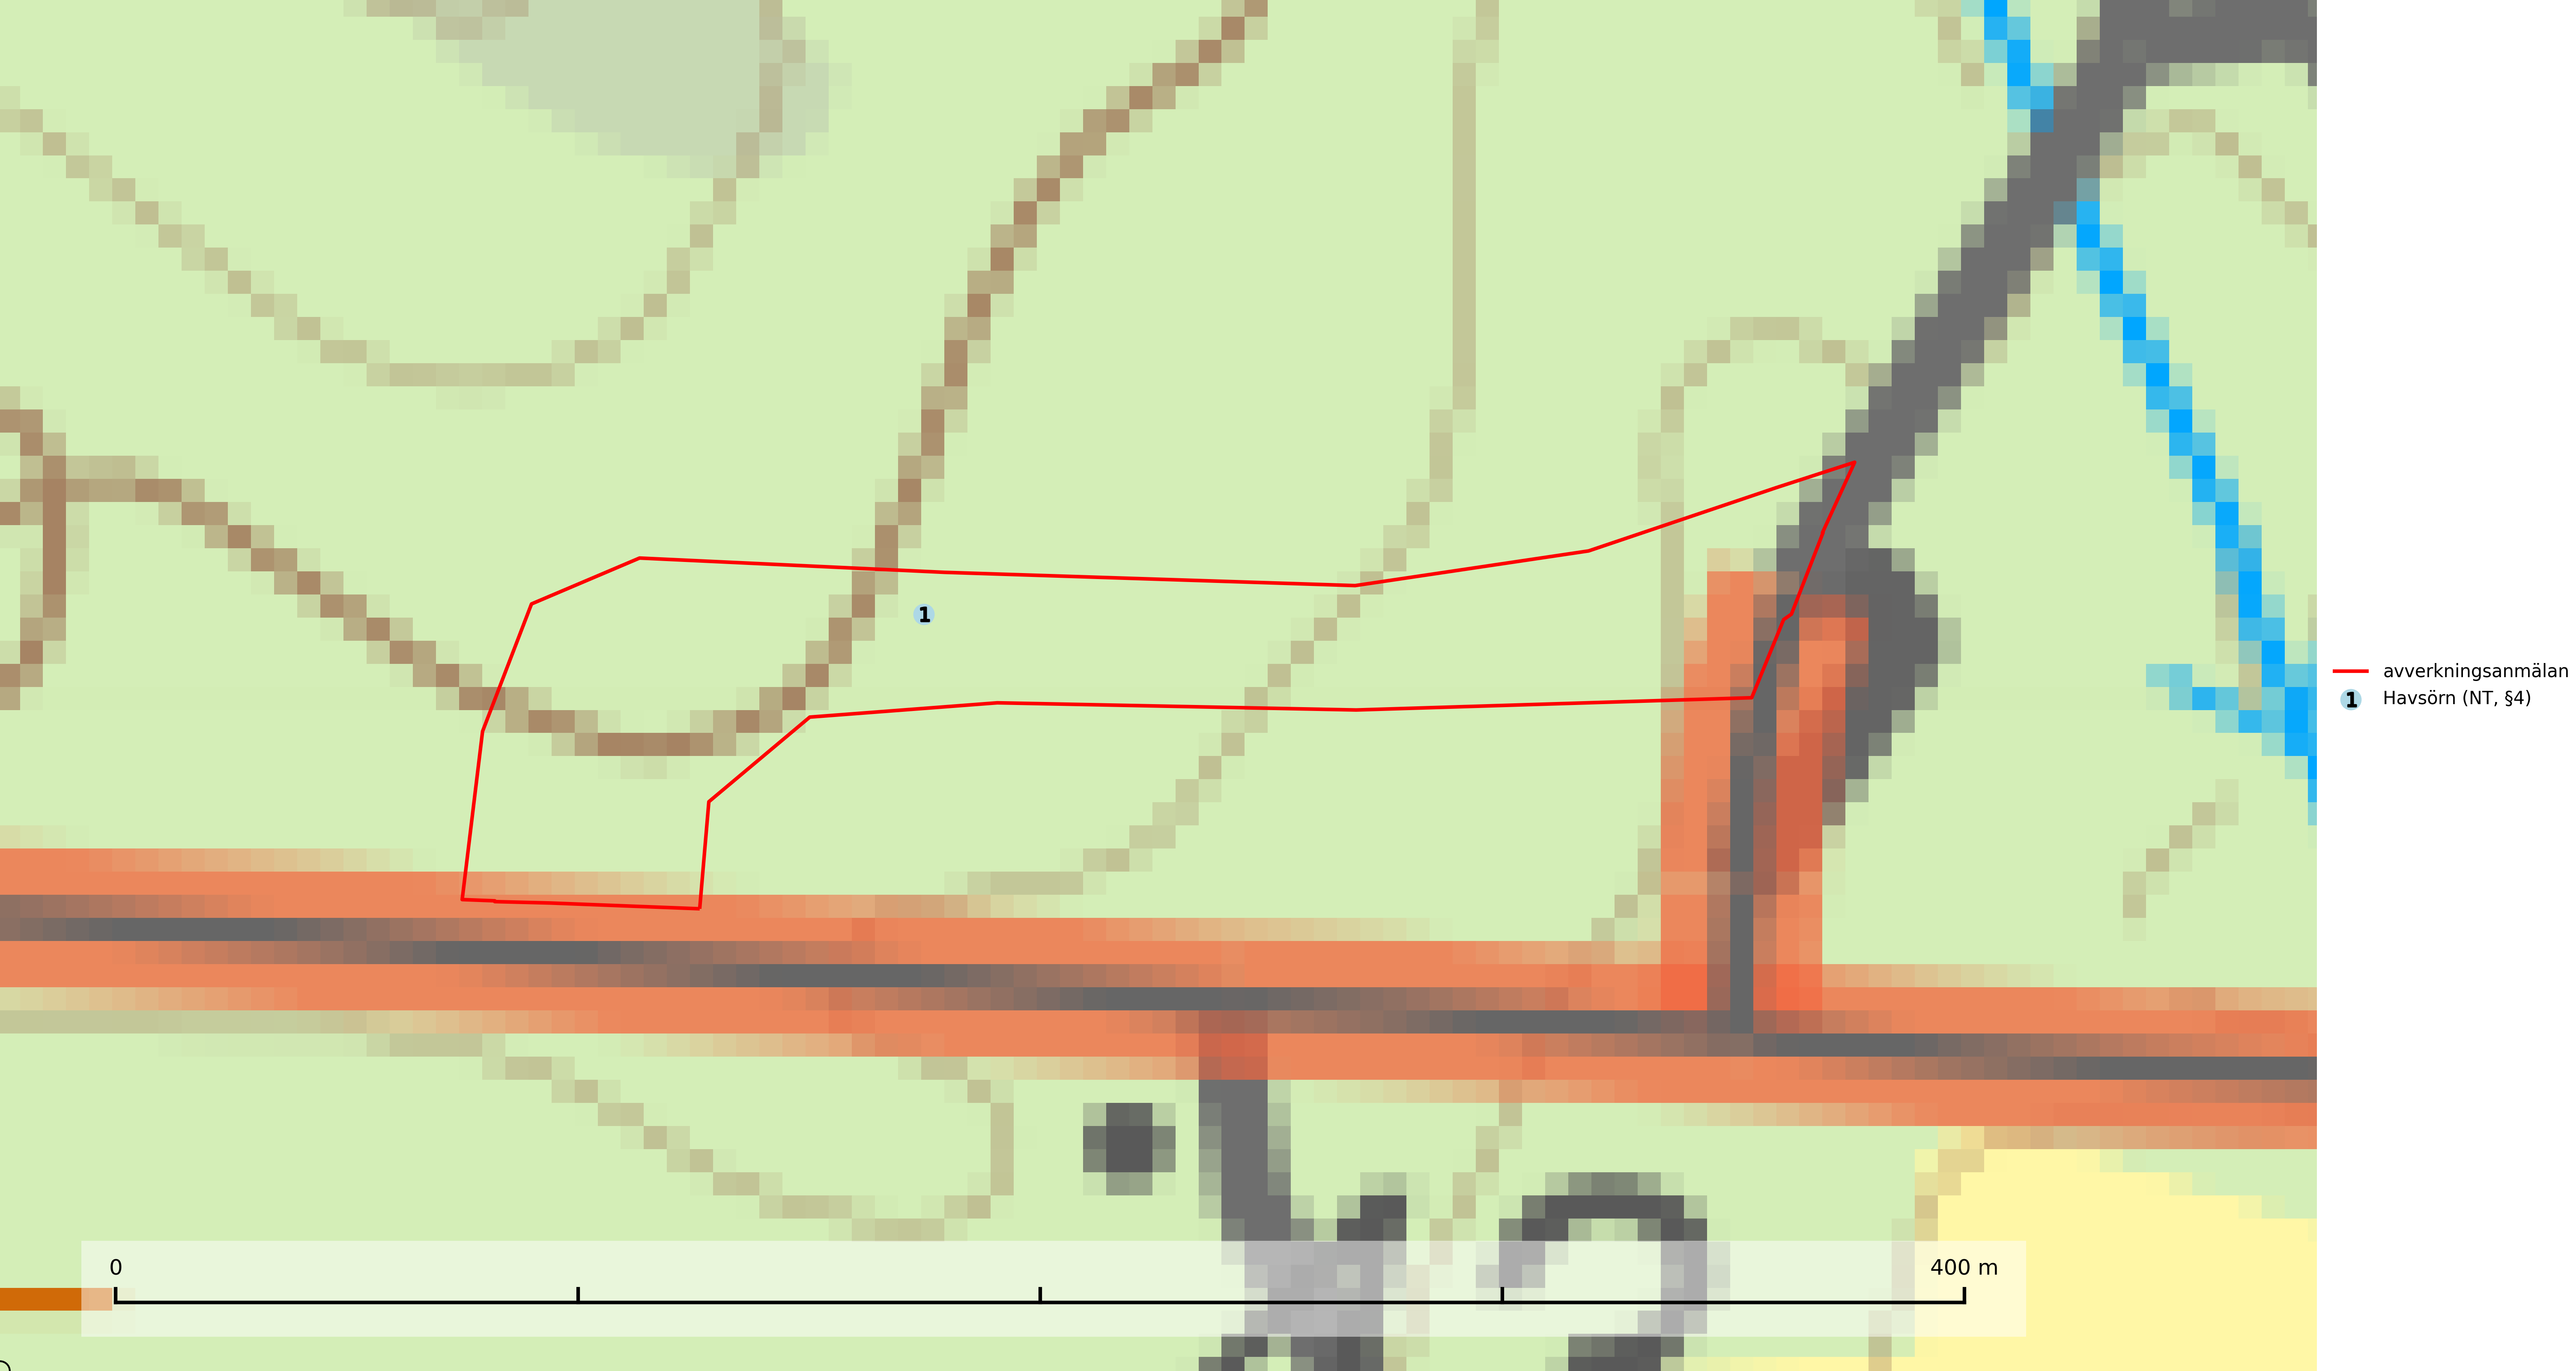 1
avverkningsanmälan
1 Havsörn (NT, §4)
0 400 m